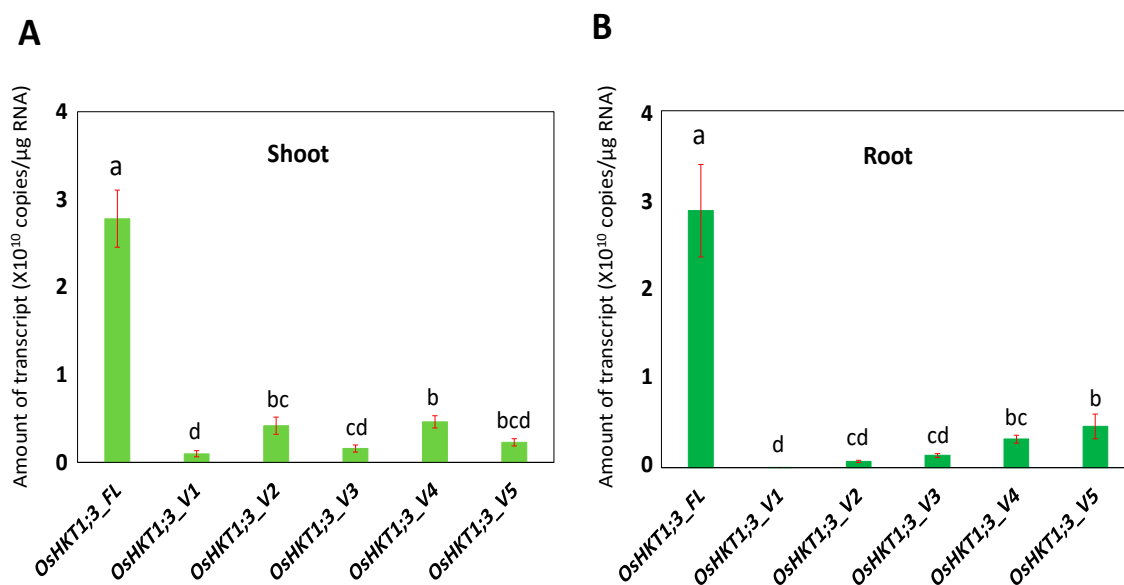 A
Amount of transcript (X10¹⁰ copies/µg RNA)
4
3
2
1
0
Shoot
a
d
bc
cd
b
bcd
OsHKT1;3_FL
OsHKT1;3_V1
OsHKT1;3_V2
OsHKT1;3_V3
OsHKT1;3_V4
OsHKT1;3_V5
B
Amount of transcript (X10¹⁰ copies/µg RNA)
4
3
2
1
0
Root
a
d
cd
cd
bc
b
OsHKT1;3_FL
OsHKT1;3_V1
OsHKT1;3_V2
OsHKT1;3_V3
OsHKT1;3_V4
OsHKT1;3_V5